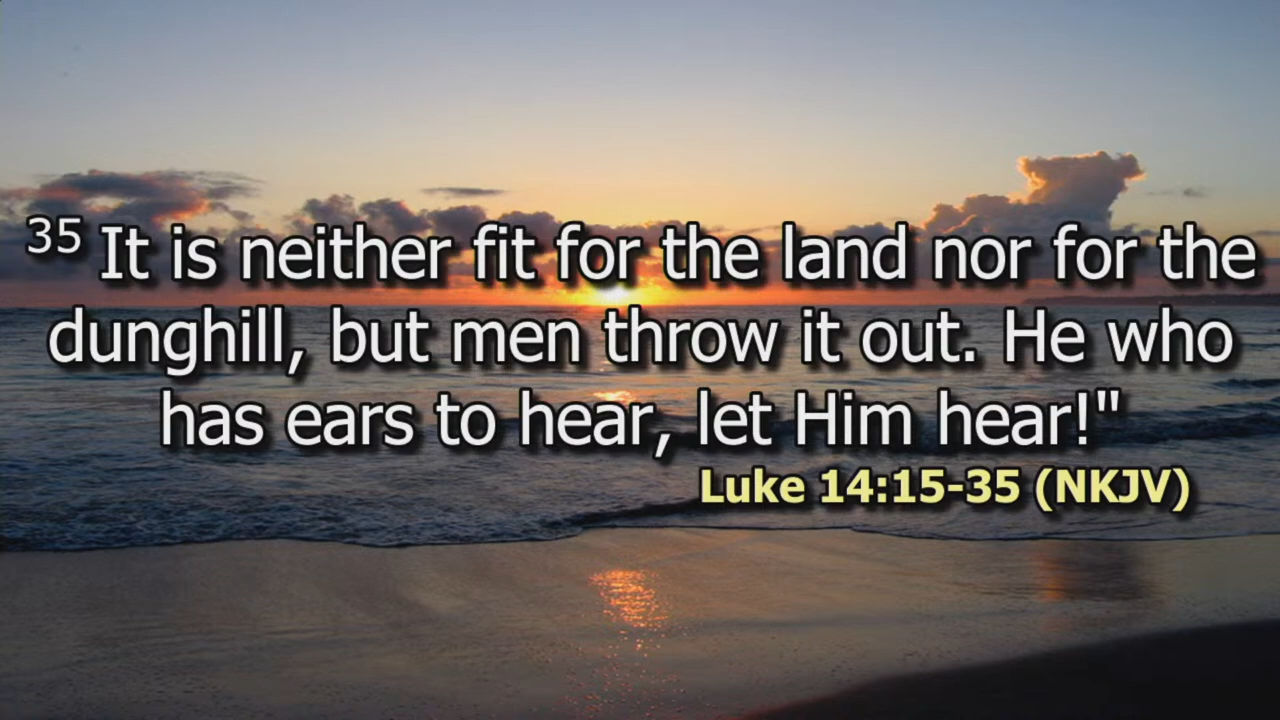 35 It is neither fit for the land nor for the
dunghill, but men throw it out. He who
has ears to hear, let Him hear!"
Luke 14:15-35 (NKJV)